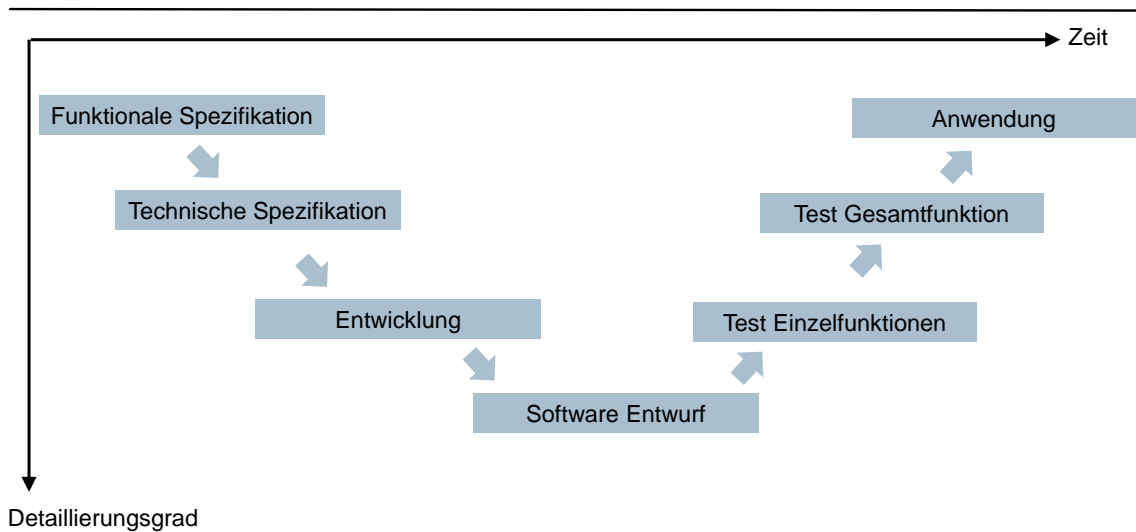 Zeit
Funktionale Spezifikation
Anwendung
Technische Spezifikation
Test Gesamtfunktion
Entwicklung
Test Einzelfunktionen
Software Entwurf
Detaillierungsgrad